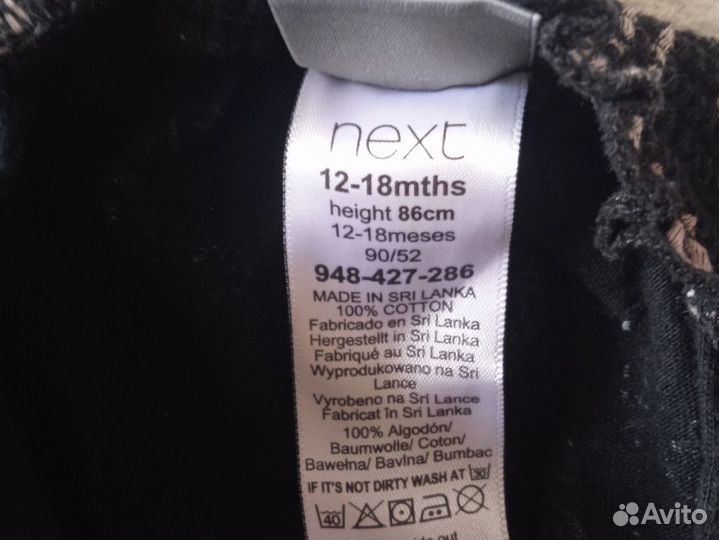 next
12-18mths
height 86cm
12-18meses
90/52
948-427-286
MADE IN SRI LANKA
100% COTTON
Fabricado en Sri Lanka
Hergestellt in Sri Lanka
Fabriqué au Sri Lanka
Wyprodukowano na Sri
Lance
Vyrobeno na Sri Lance
Fabricat în Sri Lanka
100% Algodón/
Baumwolle/ Coton/
Bawełna/ Bavlna/ Bumbac
IF IT'S NOT DIRTY WASH AT 30
40
side out
Avito